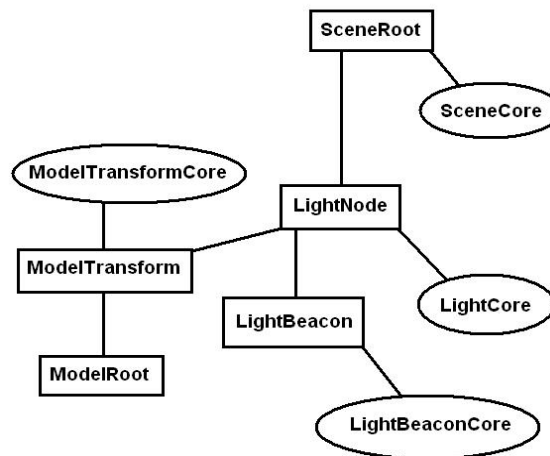 SceneRoot
SceneCore
ModelTransformCore
LightNode
ModelTransform
LightCore
LightBeacon
ModelRoot
LightBeaconCore